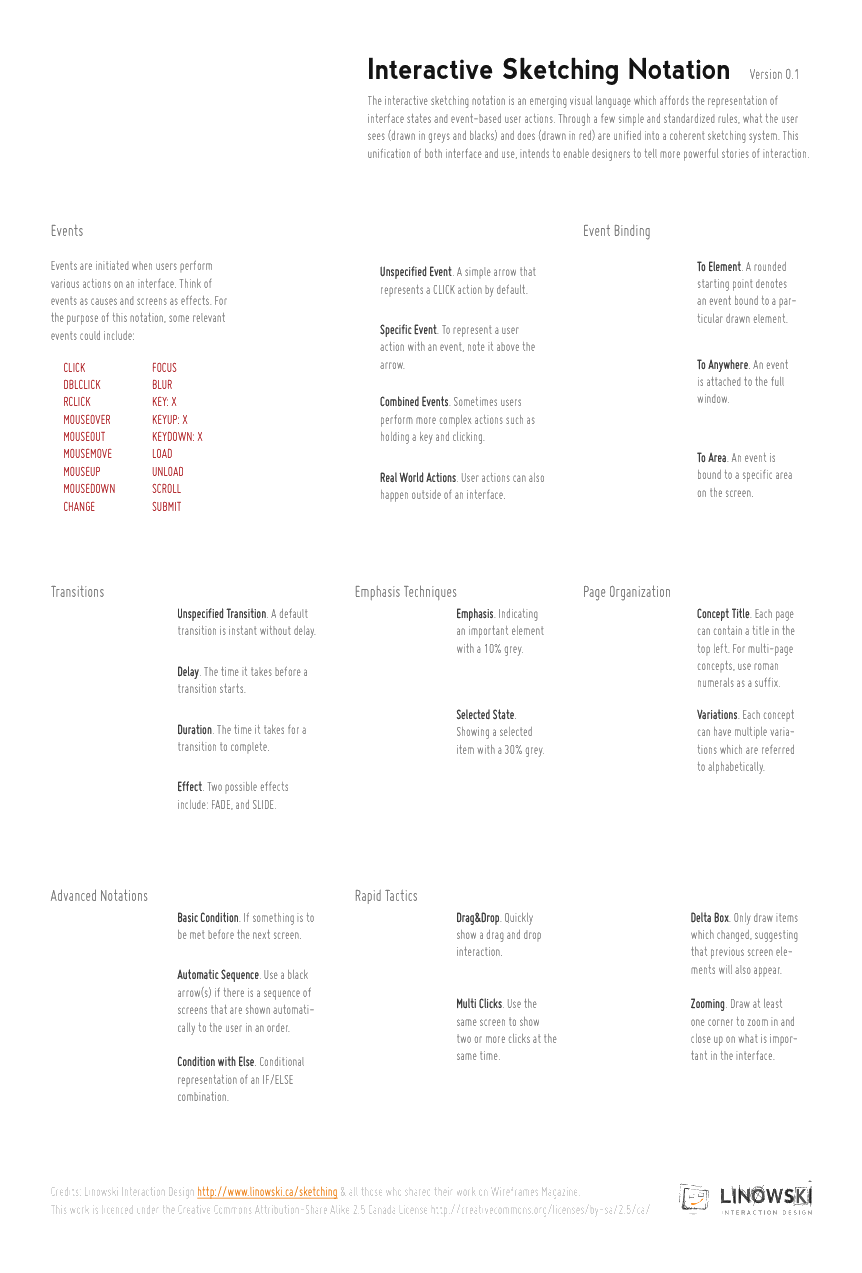 Interactive Sketching Notation Version 0.1
The interactive sketching notation is an emerging visual language which affords the representation of
interface states and event-based user actions. Through a few simple and standardized rules, what the user
sees (drawn in greys and blacks) and does (drawn in red) are unified into a coherent sketching system. This
unification of both interface and use, intends to enable designers to tell more powerful stories of interaction.
Events
Events are initiated when users perform
various actions on an interface. Think of
events as causes and screens as effects. For
the purpose of this notation, some relevant
events could include:
CLICK
DBLCLICK
RCLICK
MOUSEOVER
MOUSEOUT
MOUSEMOVE
MOUSEUP
MOUSEDOWN
CHANGE
FOCUS
BLUR
KEY: X
KEYUP: X
KEYDOWN: X
LOAD
UNLOAD
SCROLL
SUBMIT
Unspecified Event. A simple arrow that
represents a CLICK action by default.
Specific Event. To represent a user
action with an event, note it above the
arrow.
Combined Events. Sometimes users
perform more complex actions such as
holding a key and clicking.
Real World Actions. User actions can also
happen outside of an interface.
Event Binding
To Element. A rounded
starting point denotes
an event bound to a par-
ticular drawn element.
To Anywhere. An event
is attached to the full
window.
To Area. An event is
bound to a specific area
on the screen.
Transitions
Unspecified Transition. A default
transition is instant without delay.
Delay. The time it takes before a
transition starts.
Duration. The time it takes for a
transition to complete.
Effect. Two possible effects
include: FADE, and SLIDE.
Emphasis Techniques
Emphasis. Indicating
an important element
with a 10% grey.
Selected State.
Showing a selected
item with a 30% grey.
Page Organization
Concept Title. Each page
can contain a title in the
top left. For multi-page
concepts, use roman
numerals as a suffix.
Variations. Each concept
can have multiple varia-
tions which are referred
to alphabetically.
Advanced Notations
Basic Condition. If something is to
be met before the next screen.
Automatic Sequence. Use a black
arrow(s) if there is a sequence of
screens that are shown automati-
cally to the user in an order.
Condition with Else. Conditional
representation of an IF/ELSE
combination.
Rapid Tactics
Drag&Drop. Quickly
show a drag and drop
interaction.
Multi Clicks. Use the
same screen to show
two or more clicks at the
same time.
Delta Box. Only draw items
which changed, suggesting
that previous screen ele-
ments will also appear.
Zooming. Draw at least
one corner to zoom in and
close up on what is impor-
tant in the interface.
Credits: Linowski Interaction Design http://www.linowski.ca/sketching & all those who shared their work on Wireframes Magazine.
This work is licenced under the Creative Commons Attribution-Share Alike 2.5 Canada License http://creativecommons.org/licenses/by-sa/2.5/ca/
LINOWSKI
INTERACTION DESIGN